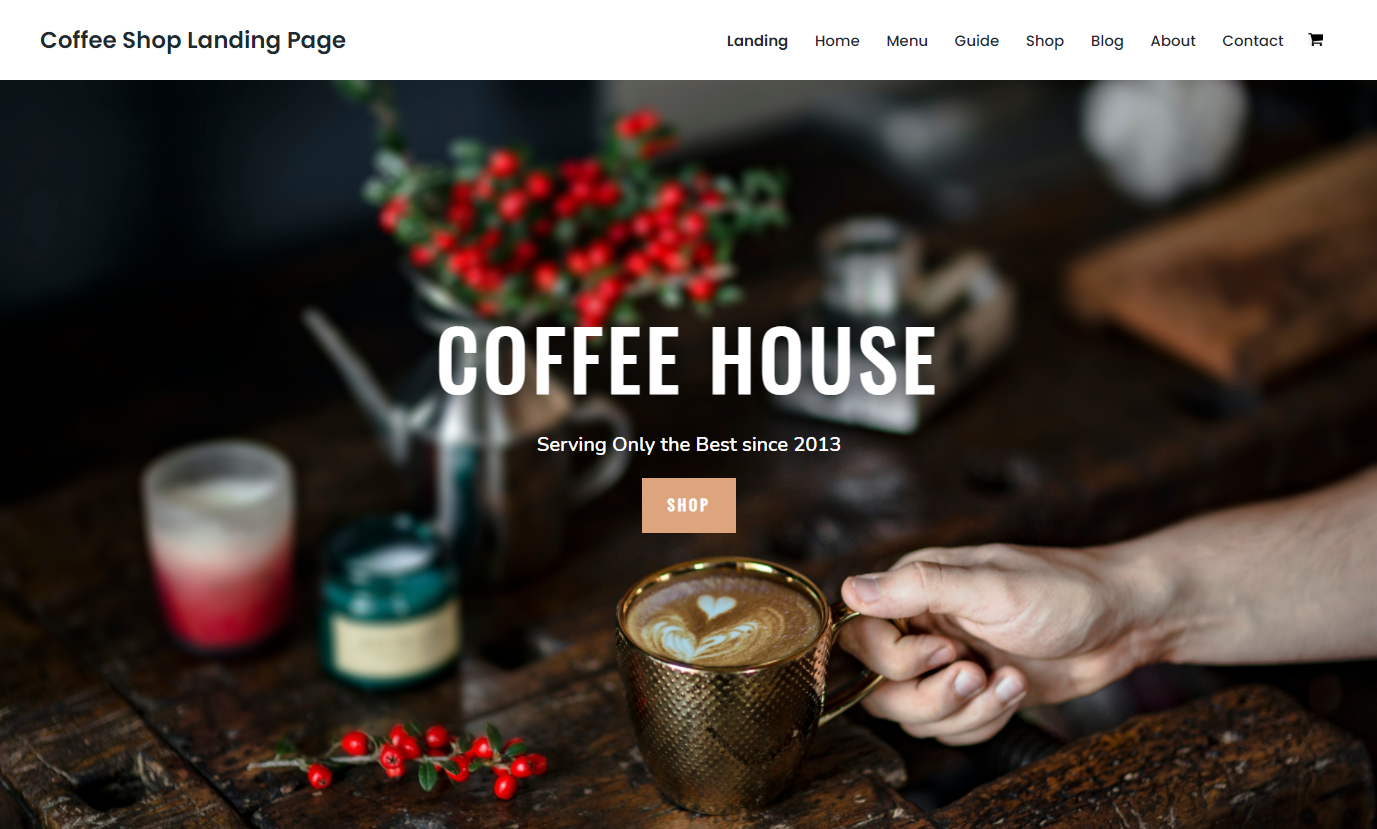 Coffee Shop Landing Page
Landing Home Menu Guide Shop Blog About Contact
COFFEE HOUSE
Serving Only the Best since 2013
SHOP